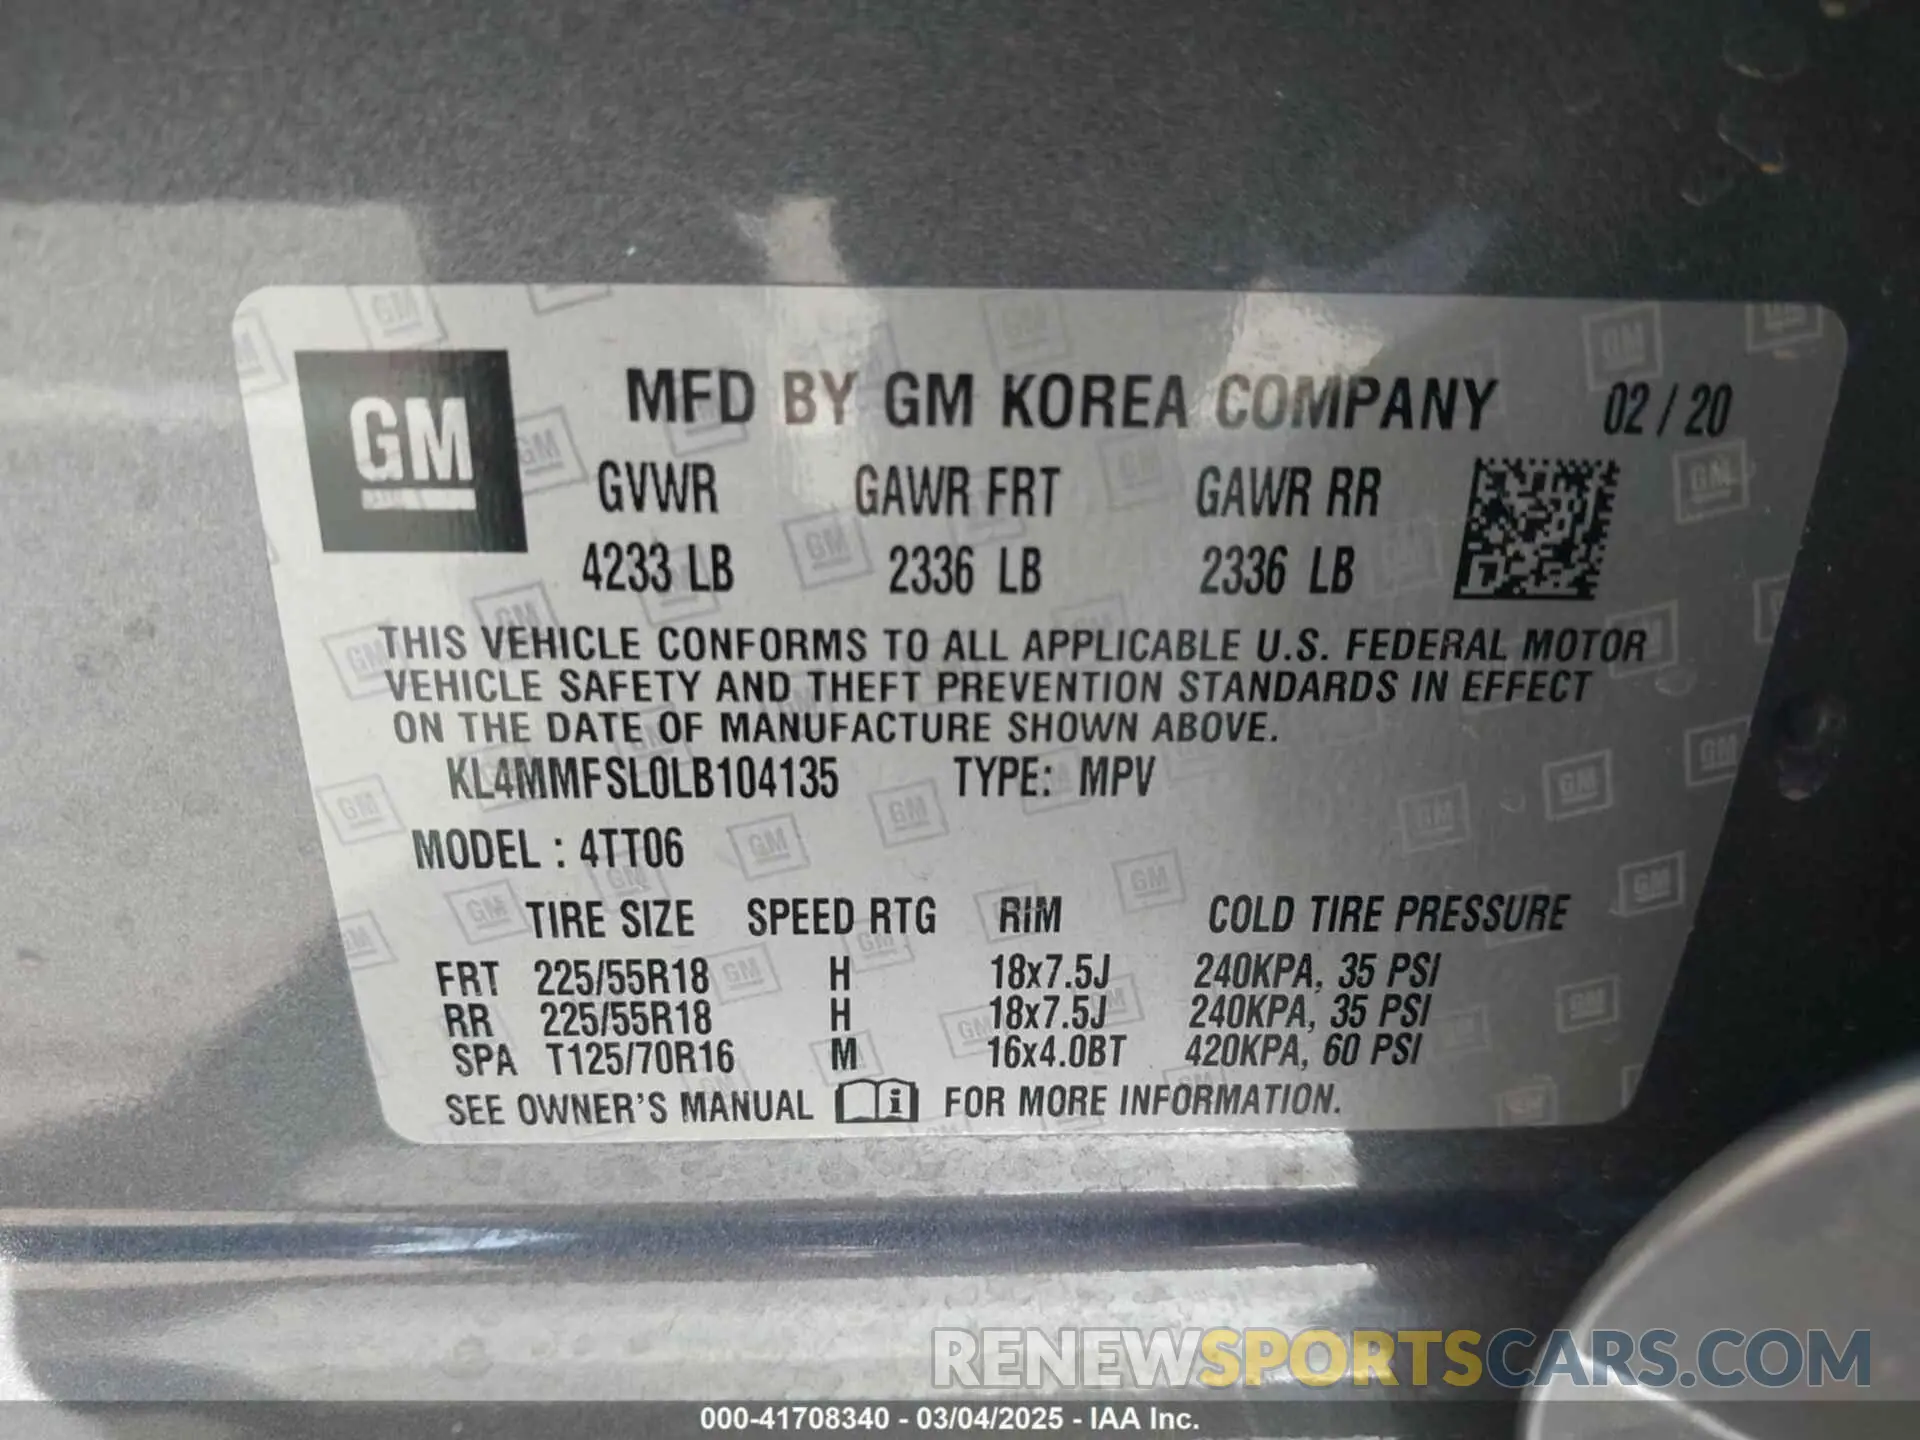 GM
MFD BY GM KOREA COMPANY 02 / 20
GVWR GAWR FRT GAWR RR
4233 LB 2336 LB 2336 LB
THIS VEHICLE CONFORMS TO ALL APPLICABLE U.S. FEDERAL MOTOR
VEHICLE SAFETY AND THEFT PREVENTION STANDARDS IN EFFECT
ON THE DATE OF MANUFACTURE SHOWN ABOVE.
KL4MMFSL0LB104135 TYPE: MPV
MODEL : 4TT06
TIRE SIZE SPEED RTG RIM COLD TIRE PRESSURE
FRT 225/55R18 H 18x7.5J 240KPA, 35 PSI
RR 225/55R18 H 18x7.5J 240KPA, 35 PSI
SPA T125/70R16 M 16x4.0BT 420KPA, 60 PSI
SEE OWNER'S MANUAL i FOR MORE INFORMATION.
RENEWSPORTSCARS.COM
000-41708340 - 03/04/2025 - IAA Inc.